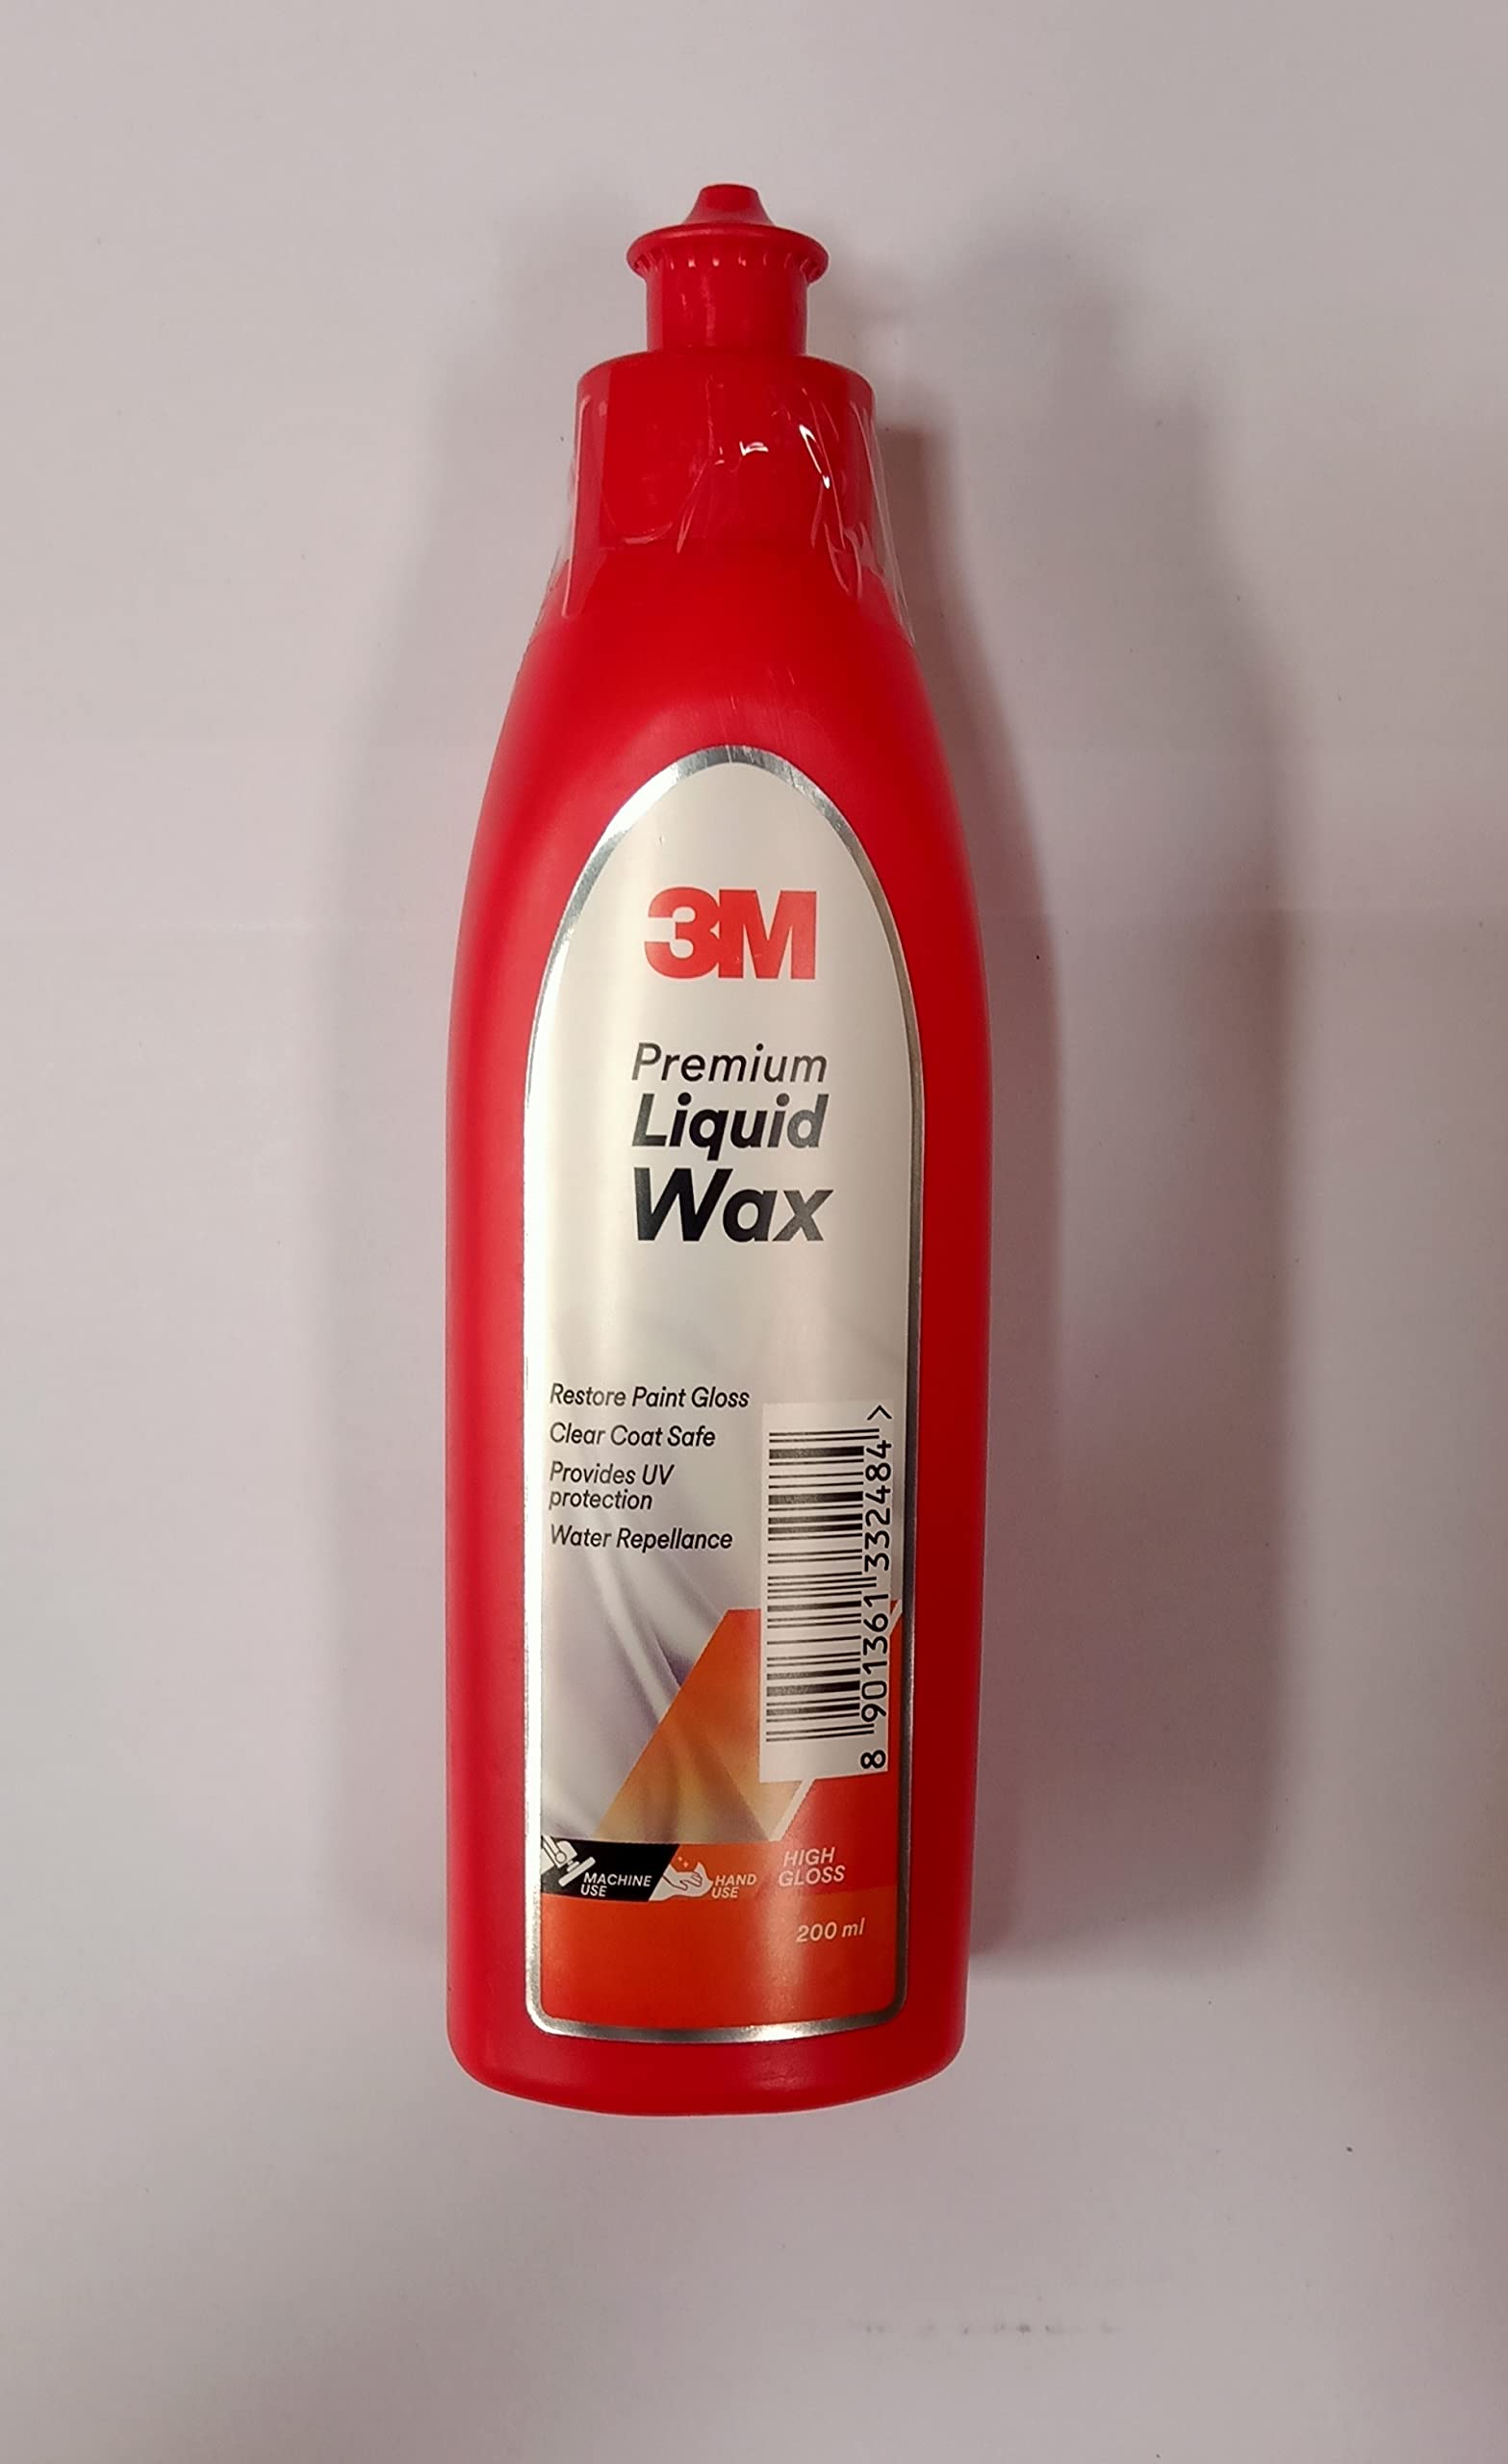 3M
Premium
Liquid
Wax
Restore Paint Gloss
Clear Coat Safe
Provides UV
protection
Water Repellance
8 901361 332484 >
MACHINE
USE
HAND
USE
HIGH
GLOSS
200 ml